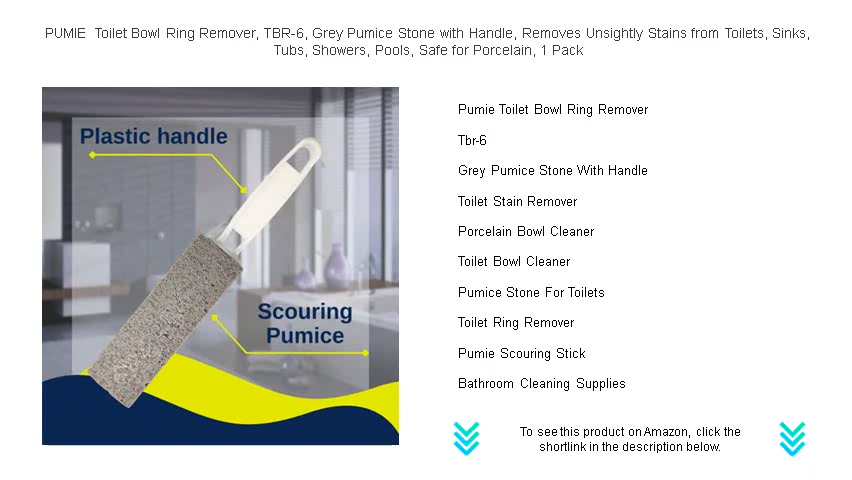 PUMIE Toilet Bowl Ring Remover, TBR-6, Grey Pumice Stone with Handle, Removes Unsightly Stains from Toilets, Sinks,
Tubs, Showers, Pools, Safe for Porcelain, 1 Pack
Plastic handle
Scouring
Pumice
Pumie Toilet Bowl Ring Remover
Tbr-6
Grey Pumice Stone With Handle
Toilet Stain Remover
Porcelain Bowl Cleaner
Toilet Bowl Cleaner
Pumice Stone For Toilets
Toilet Ring Remover
Pumie Scouring Stick
Bathroom Cleaning Supplies
To see this product on Amazon, click the
shortlink in the description below.